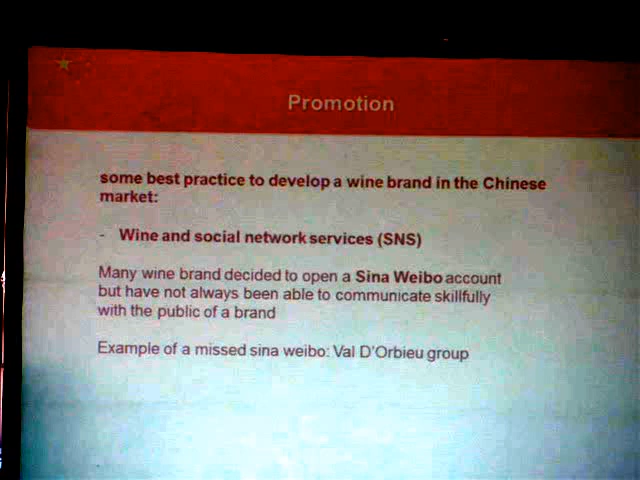 Promotion
some best practice to develop a wine brand in the Chinese
market:
- Wine and social network services (SNS)
Many wine brand decided to open a Sina Weibo account
but have not always been able to communicate skillfully
with the public of a brand
Example of a missed sina weibo: Val D'Orbieu group